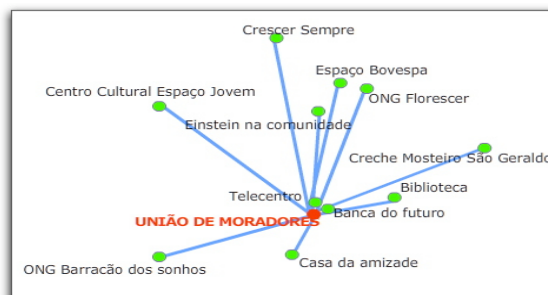 Crescer Sempre
Espaço Bovespa
Centro Cultural Espaço Jovem
ONG Florescer
Einstein na comunidade
Creche Mosteiro São Geraldo
Biblioteca
Telecentro
Banca do futuro
UNIÃO DE MORADORES
Casa da amizade
ONG Barracão dos sonhos